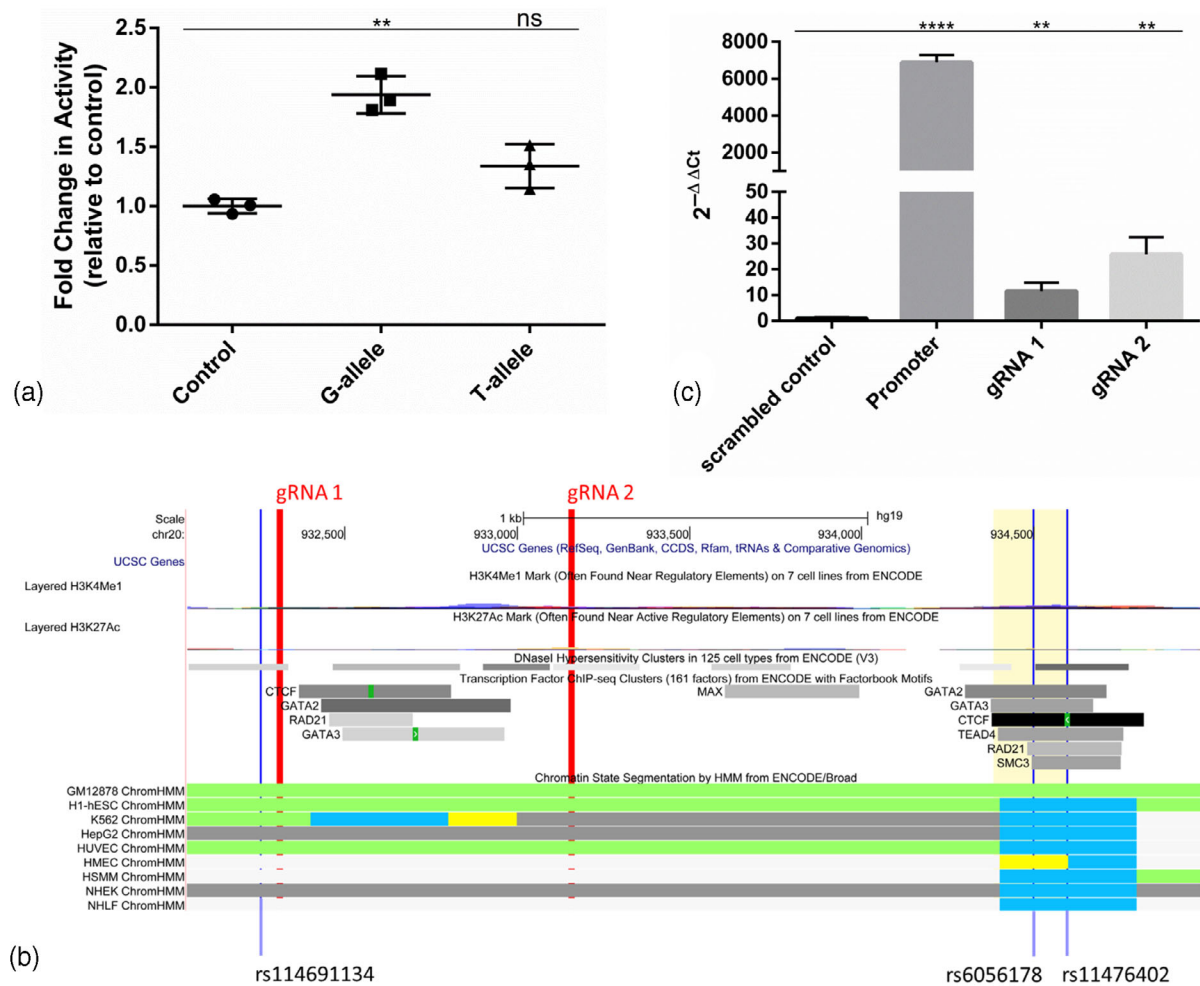 ** ns
Fold Change in Activity
(relative to control)
2.5
2.0
1.5
1.0
0.5
0.0
Control
G-allele
T-allele
(a)
**** ** **
2−Δ ΔCt
8000
6000
4000
2000
50
40
30
20
10
0
scrambled control
Promoter
gRNA 1
gRNA 2
(c)
gRNA 1
gRNA 2
Scale
1 kb
hg19
chr20:
932,500
933,000
933,500
934,000
934,500
UCSC Genes (RefSeq, GenBank, CCDS, Rfam, tRNAs & Comparative Genomics)
UCSC Genes
H3K4Me1 Mark (Often Found Near Regulatory Elements) on 7 cell lines from ENCODE
Layered H3K4Me1
H3K27Ac Mark (Often Found Near Active Regulatory Elements) on 7 cell lines from ENCODE
Layered H3K27Ac
DNaseI Hypersensitivity Clusters in 125 cell types from ENCODE (V3)
Transcription Factor ChIP-seq Clusters (161 factors) from ENCODE with Factorbook Motifs
CTCF
MAX
GATA2
GATA2
GATA3
RAD21
CTCF
GATA3
TEAD4
RAD21
SMC3
Chromatin State Segmentation by HMM from ENCODE/Broad
GM12878 ChromHMM
H1-hESC ChromHMM
K562 ChromHMM
HepG2 ChromHMM
HUVEC ChromHMM
HMEC ChromHMM
HSMM ChromHMM
NHEK ChromHMM
NHLF ChromHMM
(b)
rs114691134
rs6056178
rs11476402